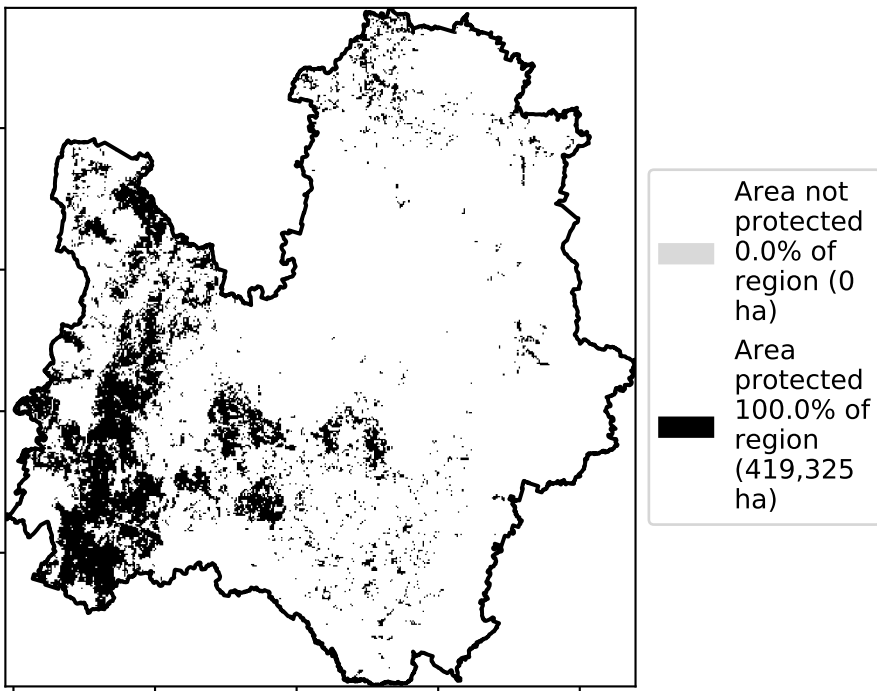 Area not
protected
0.0% of
region (0
ha)
Area
protected
100.0% of
region
(419,325
ha)